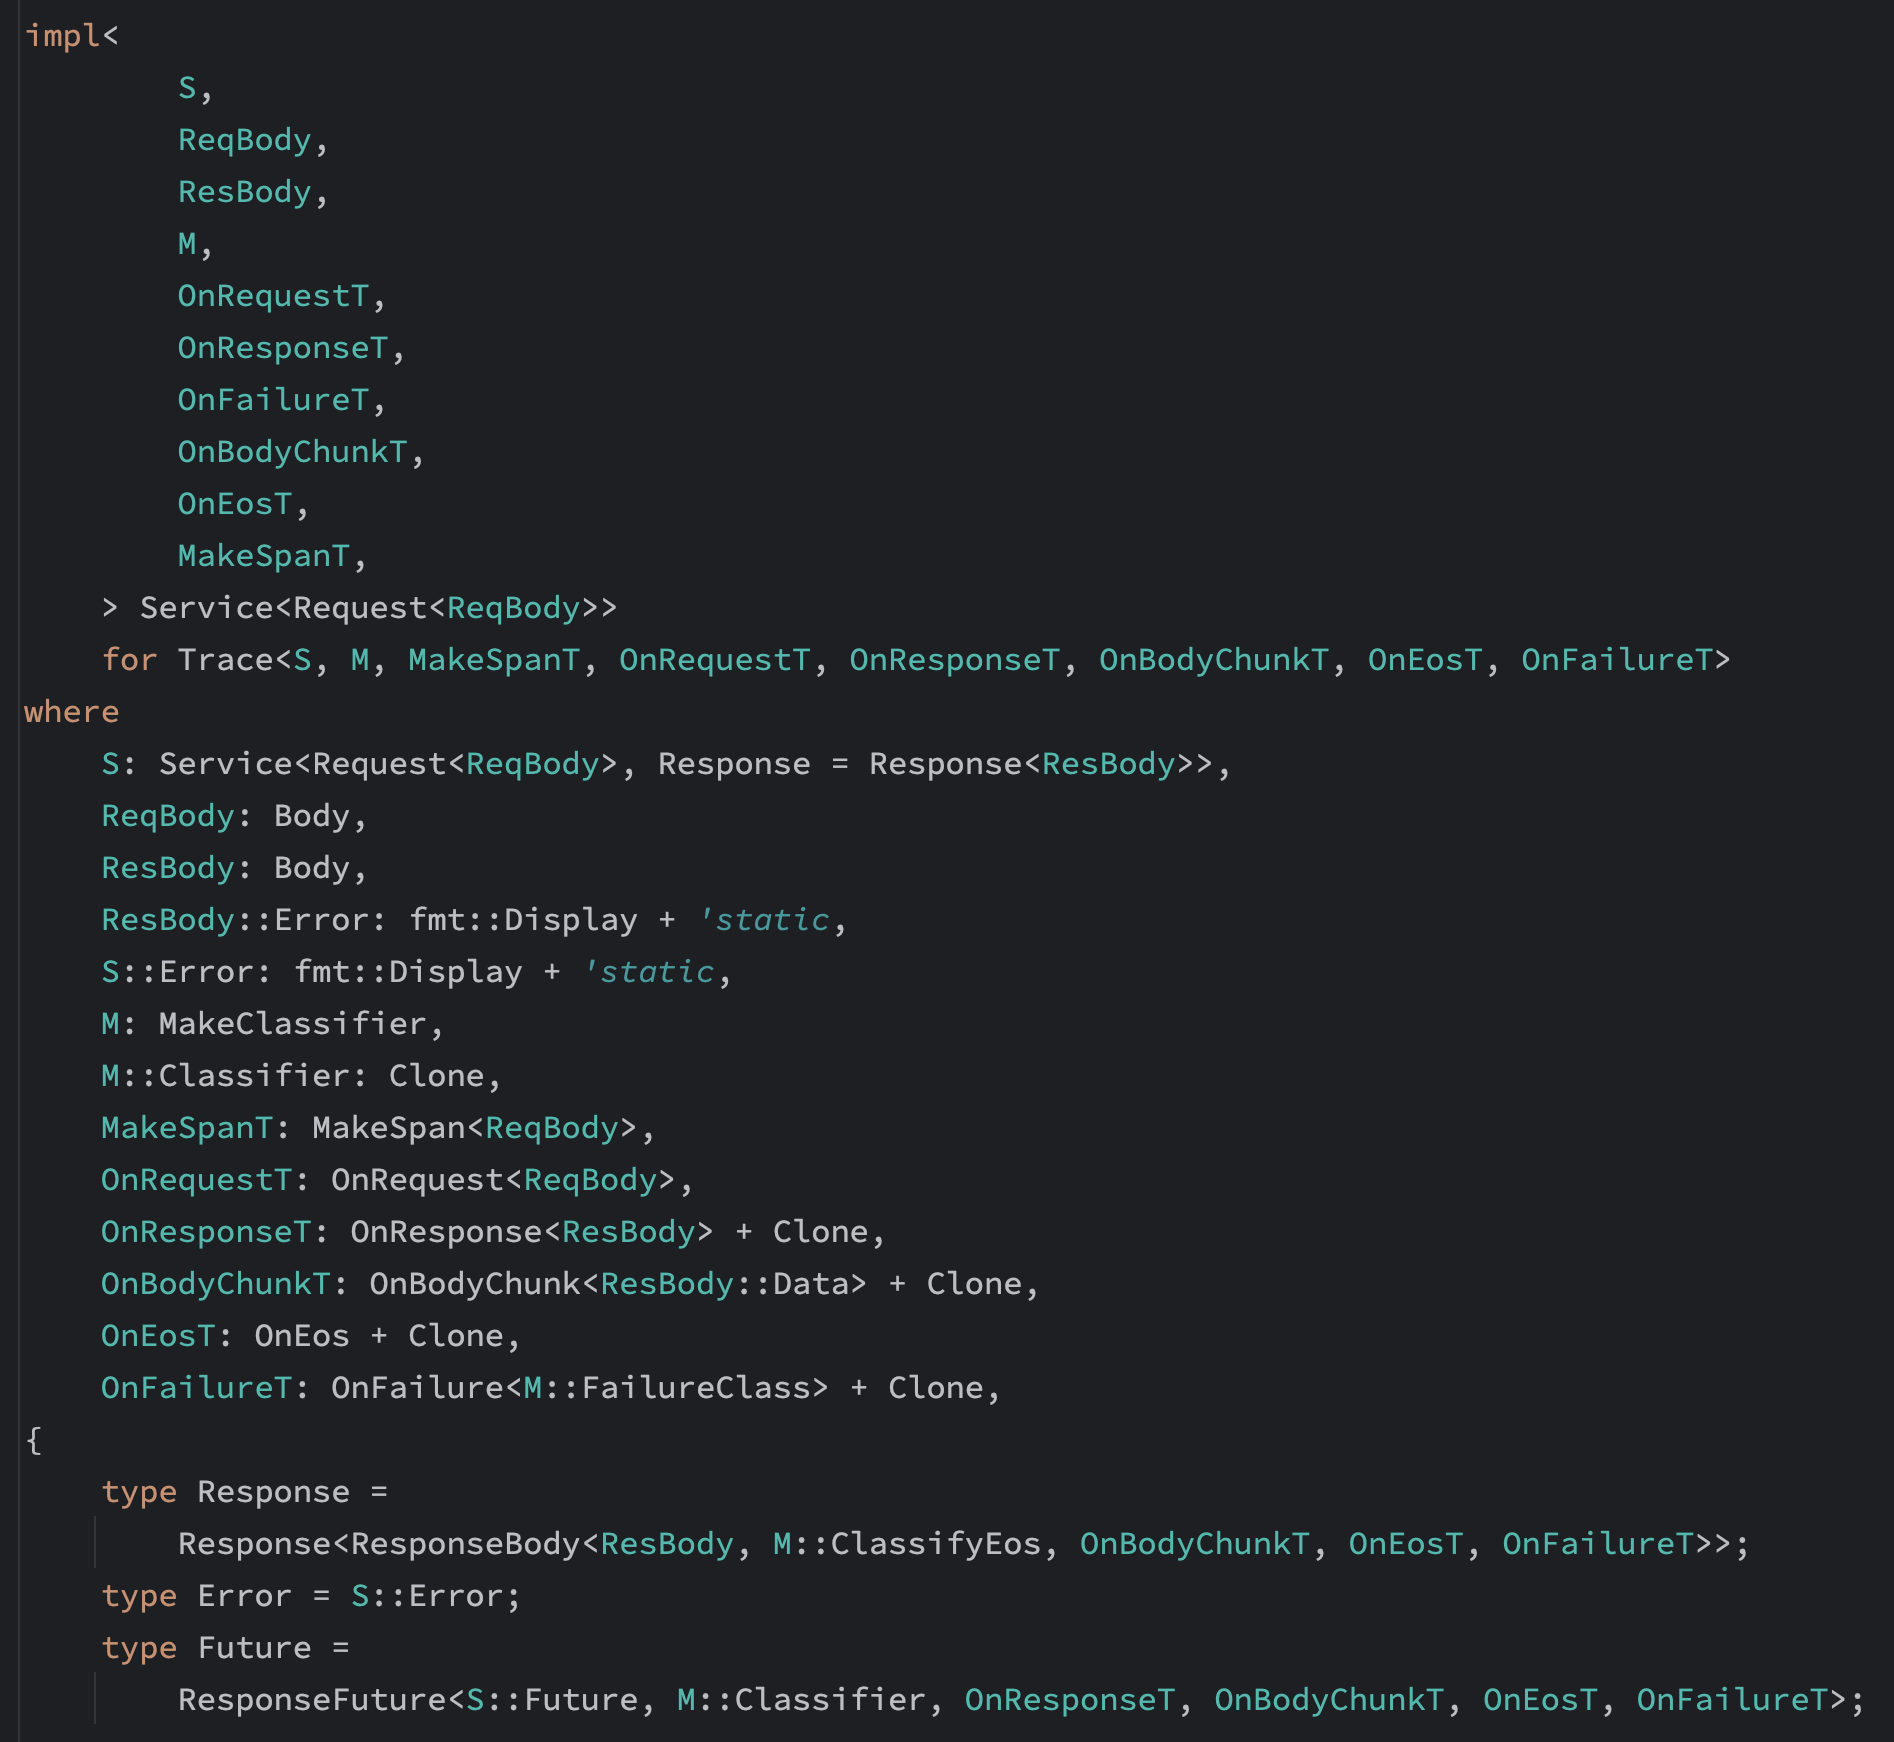 impl<
S,
ReqBody,
ResBody,
M,
OnRequestT,
OnResponseT,
OnFailureT,
OnBodyChunkT,
OnEosT,
MakeSpanT,
> Service<Request<ReqBody>>
for Trace<S, M, MakeSpanT, OnRequestT, OnResponseT, OnBodyChunkT, OnEosT, OnFailureT>
where
S: Service<Request<ReqBody>, Response = Response<ResBody>>,
ReqBody: Body,
ResBody: Body,
ResBody::Error: fmt::Display + 'static,
S::Error: fmt::Display + 'static,
M: MakeClassifier,
M::Classifier: Clone,
MakeSpanT: MakeSpan<ReqBody>,
OnRequestT: OnRequest<ReqBody>,
OnResponseT: OnResponse<ResBody> + Clone,
OnBodyChunkT: OnBodyChunk<ResBody::Data> + Clone,
OnEosT: OnEos + Clone,
OnFailureT: OnFailure<M::FailureClass> + Clone,
{
type Response =
Response<ResponseBody<ResBody, M::ClassifyEos, OnBodyChunkT, OnEosT, OnFailureT>>;
type Error = S::Error;
type Future =
ResponseFuture<S::Future, M::Classifier, OnResponseT, OnBodyChunkT, OnEosT, OnFailureT>;